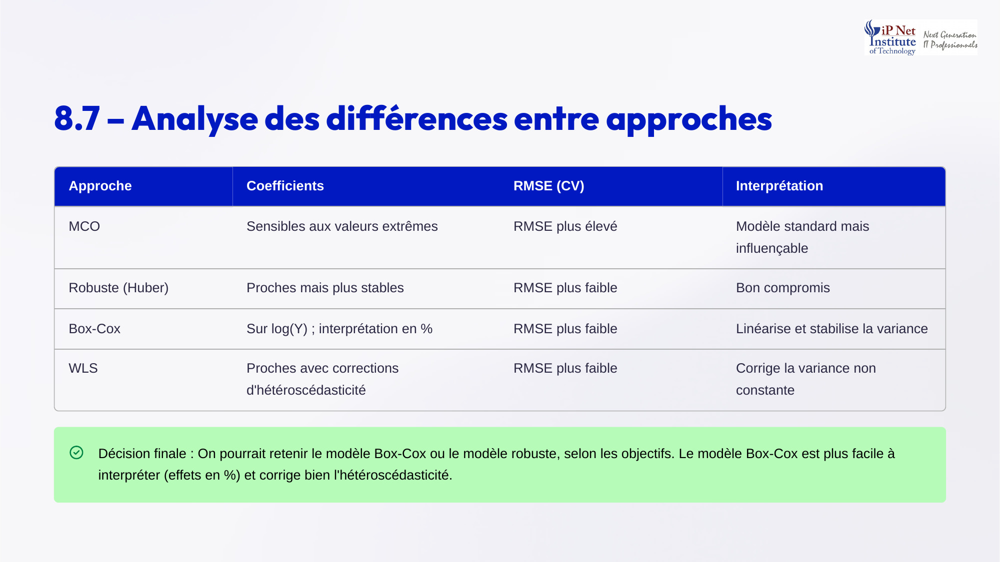 iP Net
Institute
of Technology
Next Generation
IT Professionnels
8.7 – Analyse des différences entre approches
Approche Coefficients RMSE (CV) Interprétation
MCO Sensibles aux valeurs extrêmes RMSE plus élevé Modèle standard mais
influençable
Robuste (Huber) Proches mais plus stables RMSE plus faible Bon compromis
Box-Cox Sur log(Y) ; interprétation en % RMSE plus faible Linéarise et stabilise la variance
WLS Proches avec corrections RMSE plus faible Corrige la variance non
d'hétéroscédasticité constante
Décision finale : On pourrait retenir le modèle Box-Cox ou le modèle robuste, selon les objectifs. Le modèle Box-Cox est plus facile à
interpréter (effets en %) et corrige bien l'hétéroscédasticité.